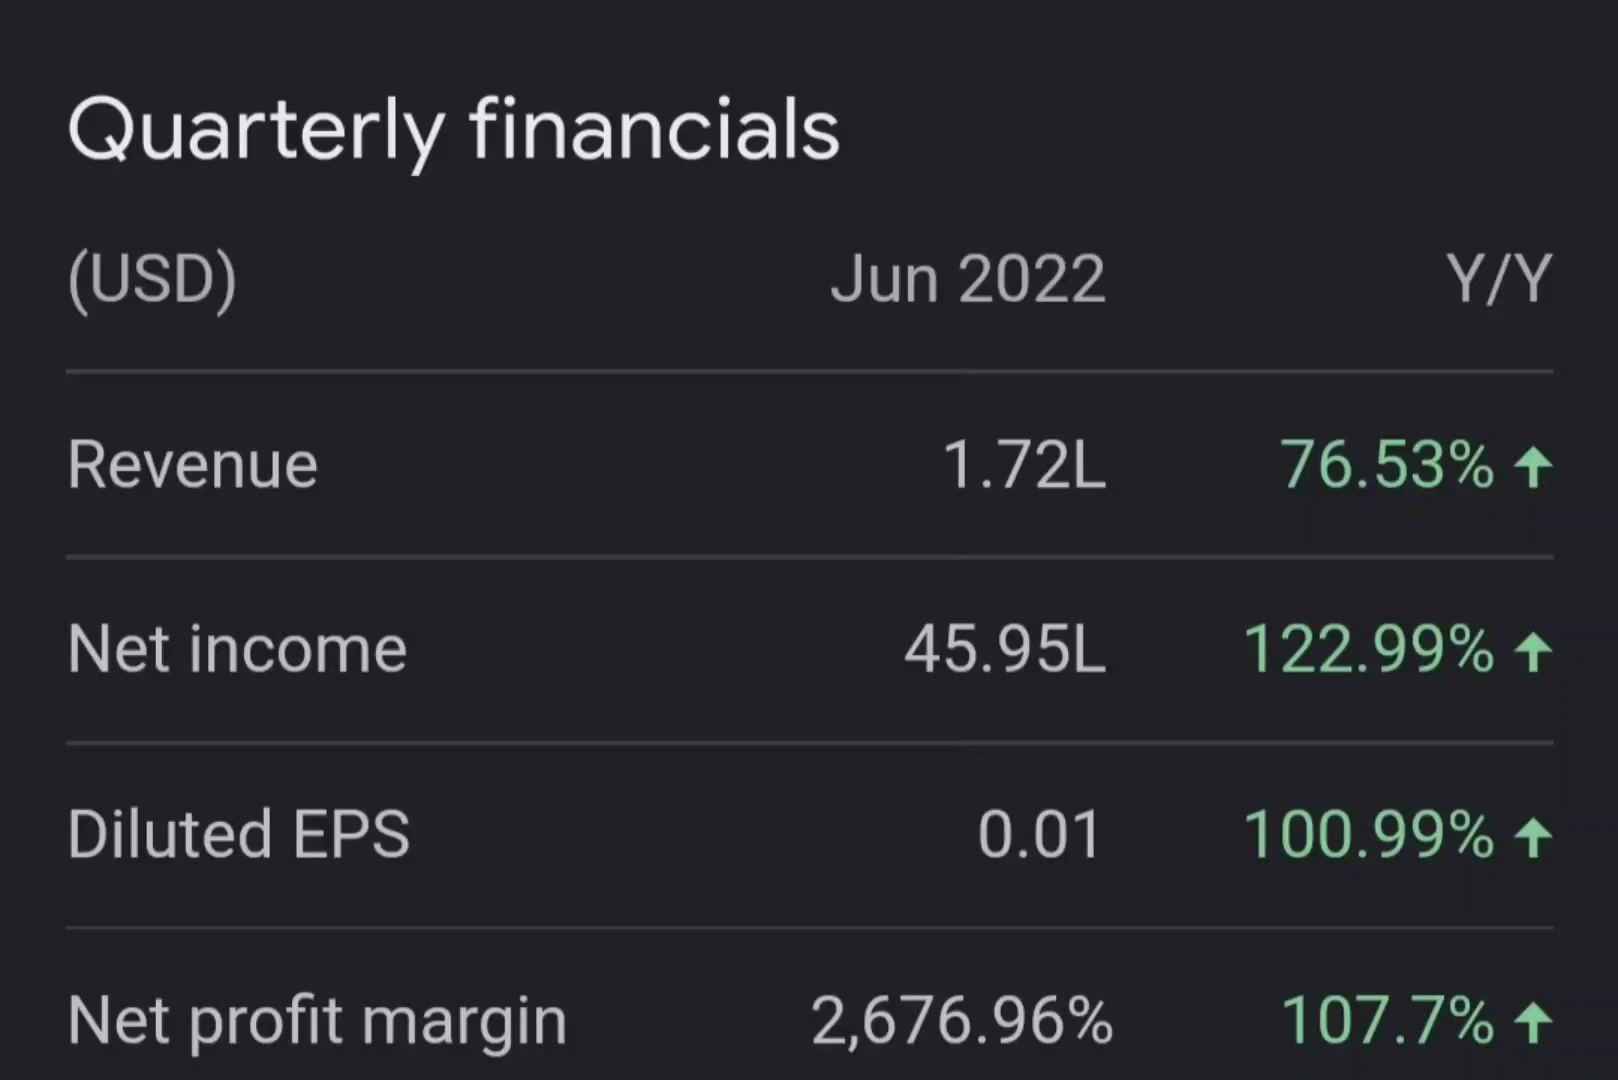 Quarterly financials
(USD) Jun 2022 Y/Y
Revenue 1.72L 76.53% ↑
Net income 45.95L 122.99% ↑
Diluted EPS 0.01 100.99% ↑
Net profit margin 2,676.96% 107.7% ↑